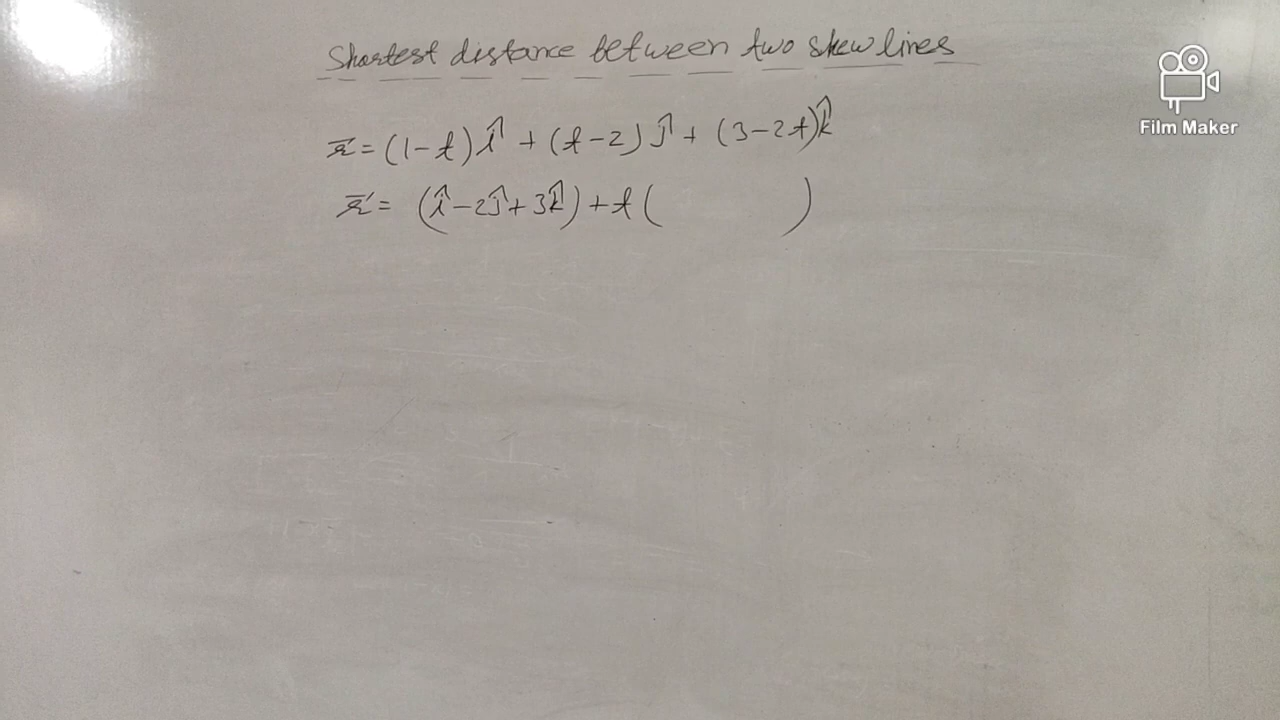 Shortest distance between two skew lines
r⃗ = (1-t) î + (t-2) ĵ + (3-2t) k̂
r⃗ = (î - 2ĵ + 3k̂) + t ( )
Film Maker